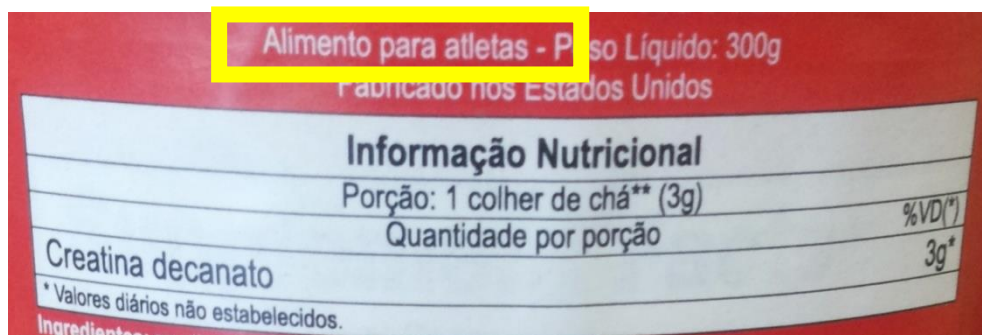 Alimento para atletas - Peso Líquido: 300g
Fabricado nos Estados Unidos
Informação Nutricional
Porção: 1 colher de chá** (3g)
%VD(*)
Quantidade por porção
Creatina decanato 3g*
* Valores diários não estabelecidos.